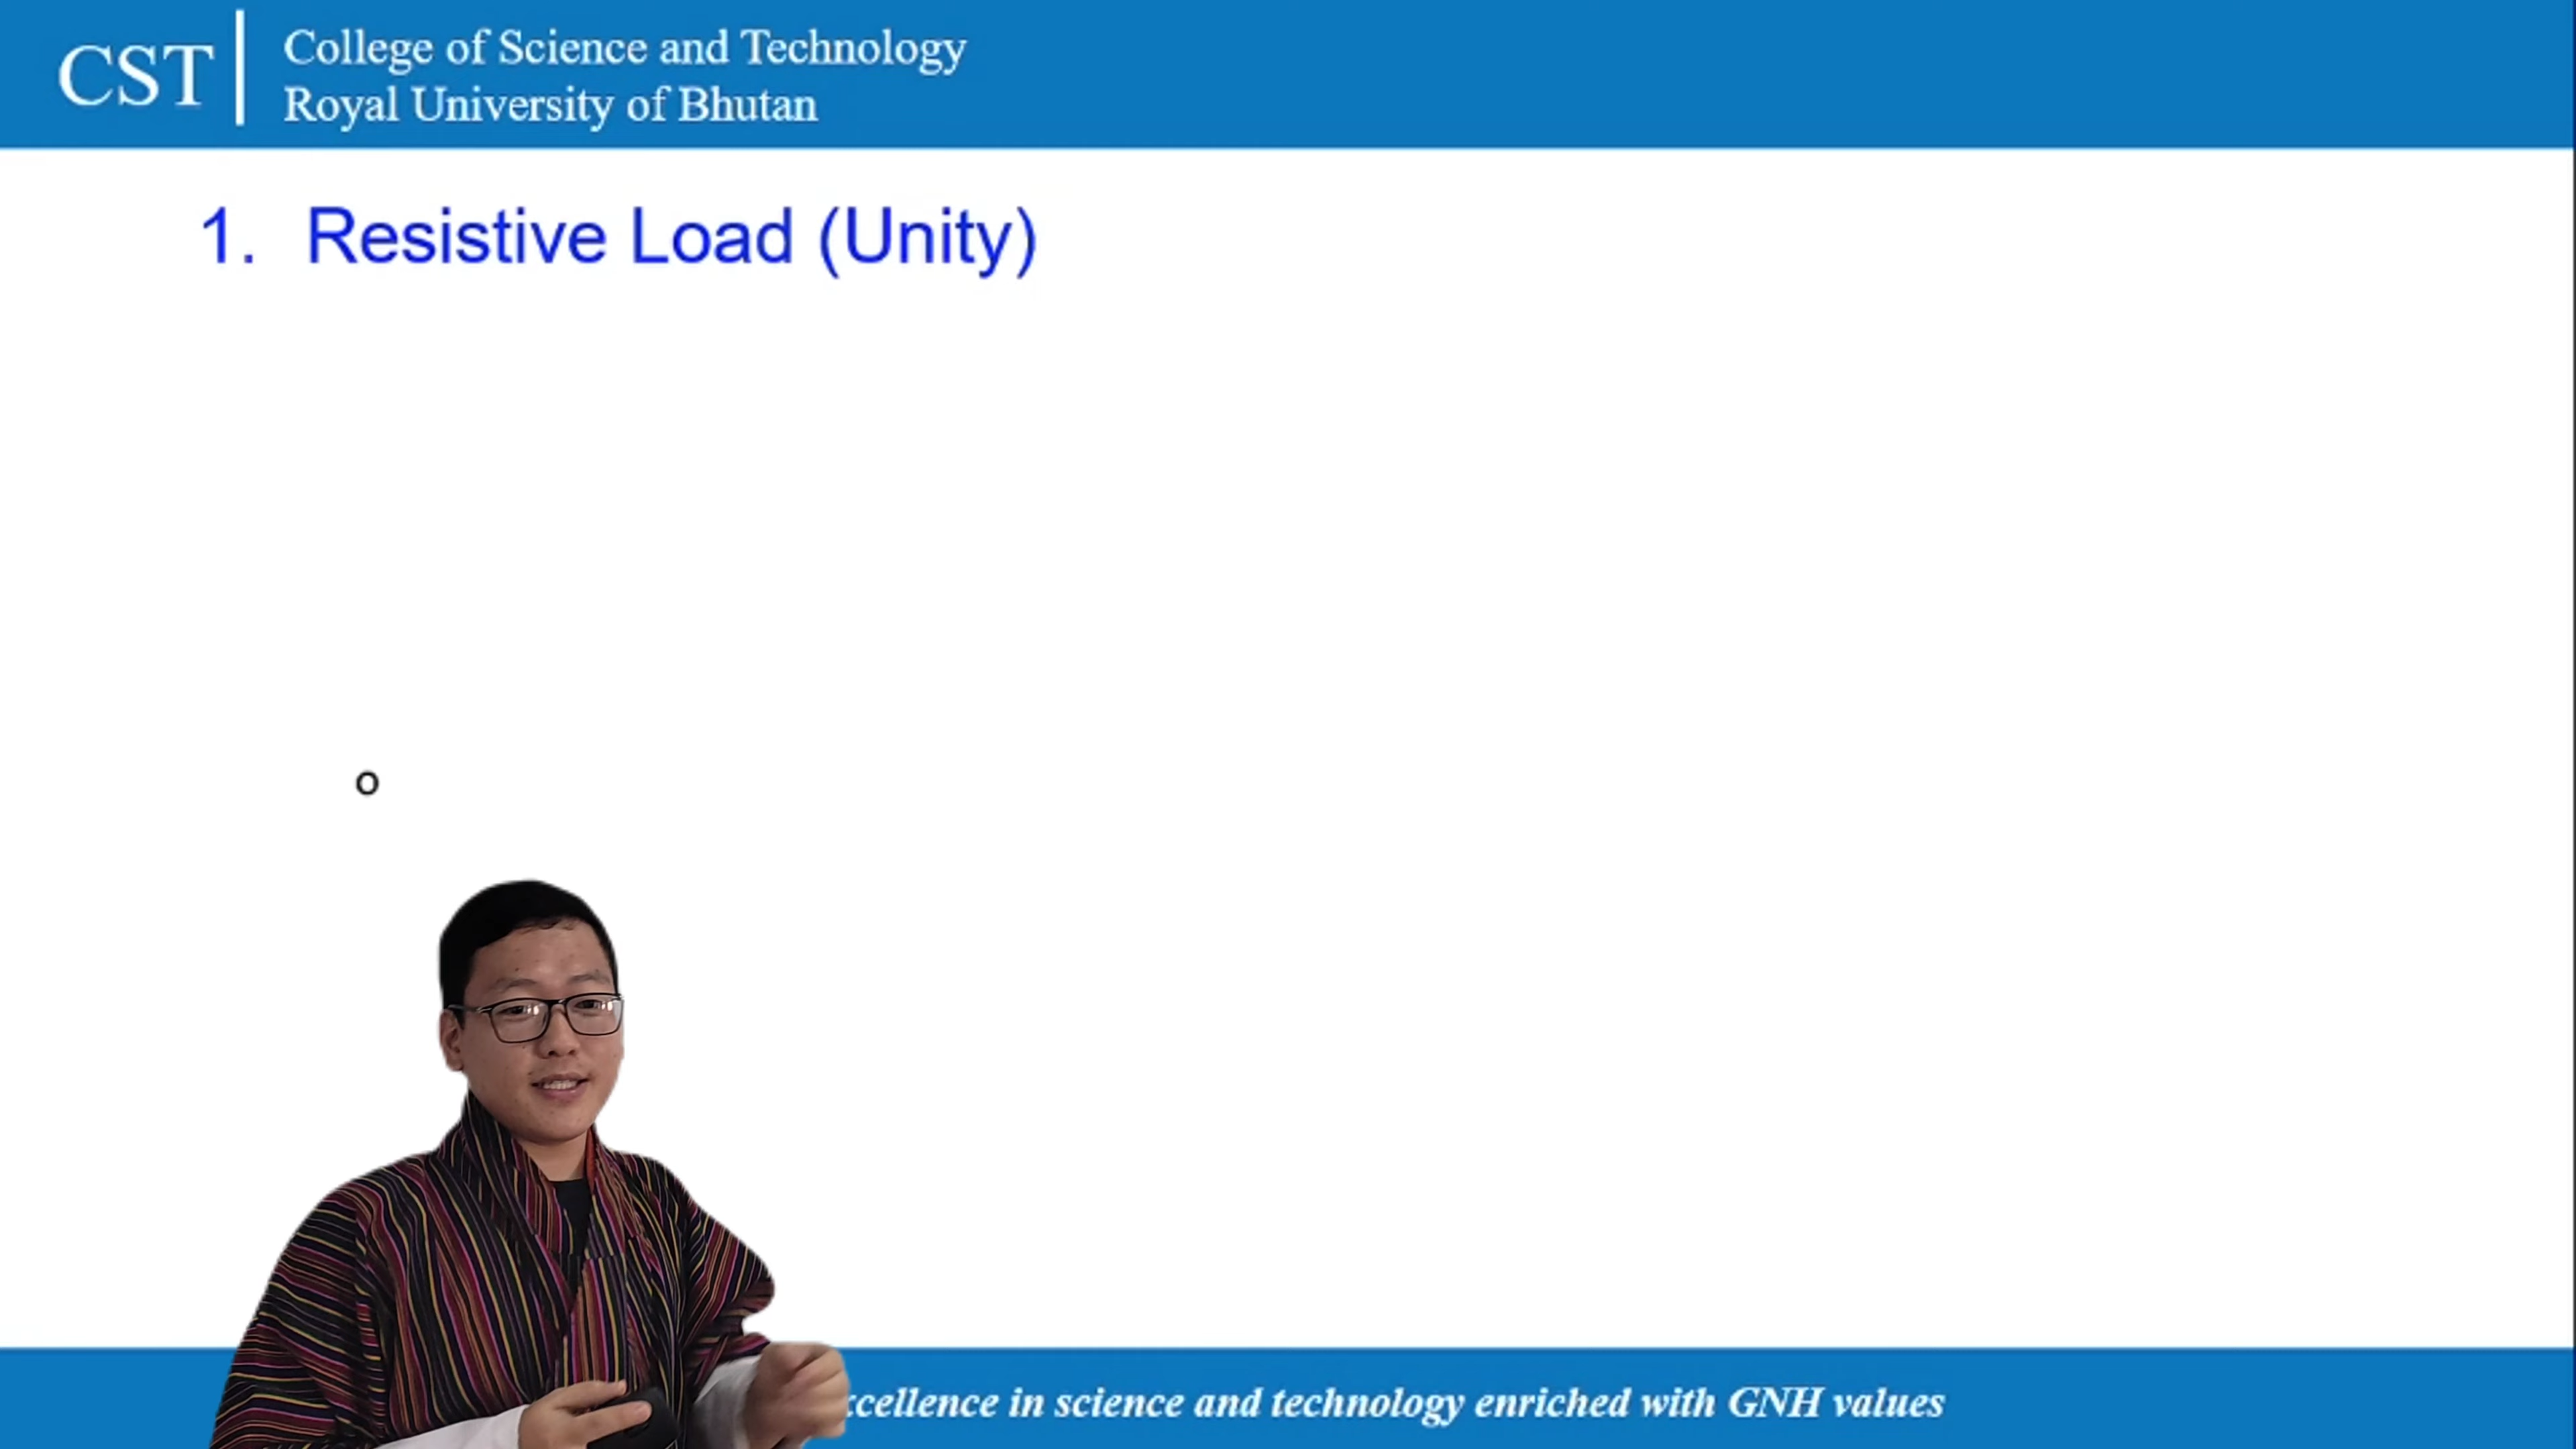 CST
College of Science and Technology
Royal University of Bhutan
1. Resistive Load (Unity)
o
in science and technology enriched with GNH values